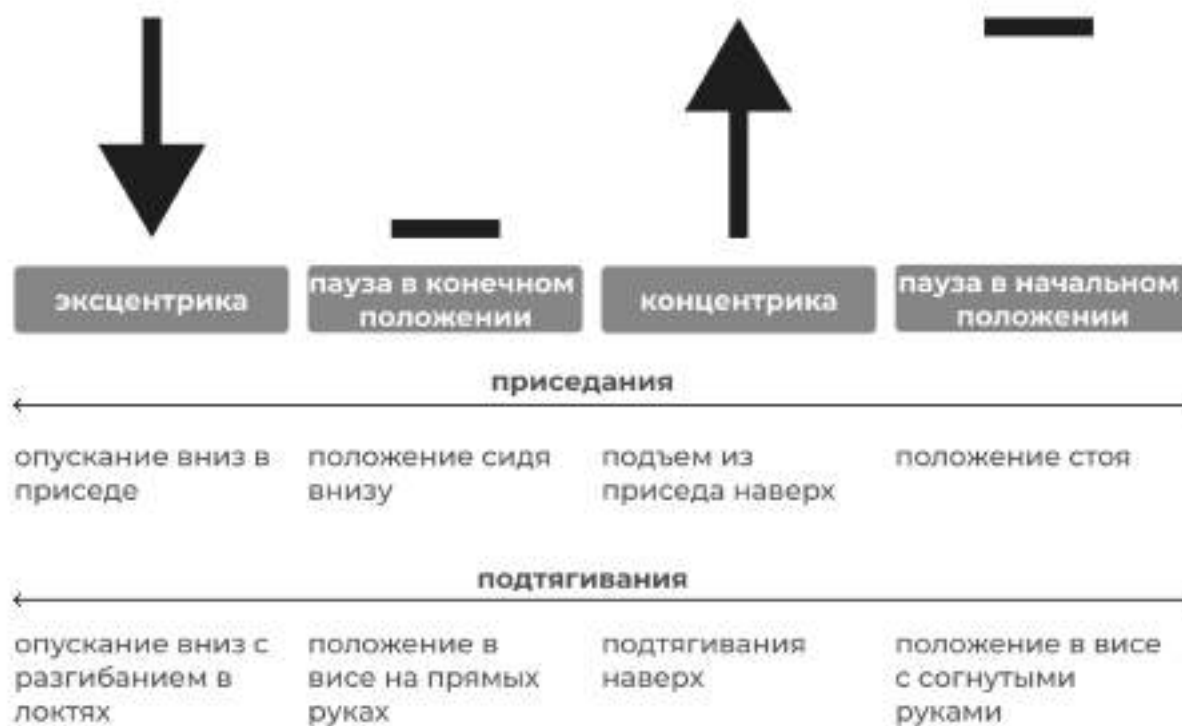 эксцентрика
пауза в конечном
положении
концентрика
пауза в начальном
положении
приседания
опускание вниз в
приседе
положение сидя
внизу
подъем из
приседа наверх
положение стоя
подтягивания
опускание вниз с
разгибанием в
локтях
положение в
висе на прямых
руках
подтягивания
наверх
положение в висе
с согнутыми
руками